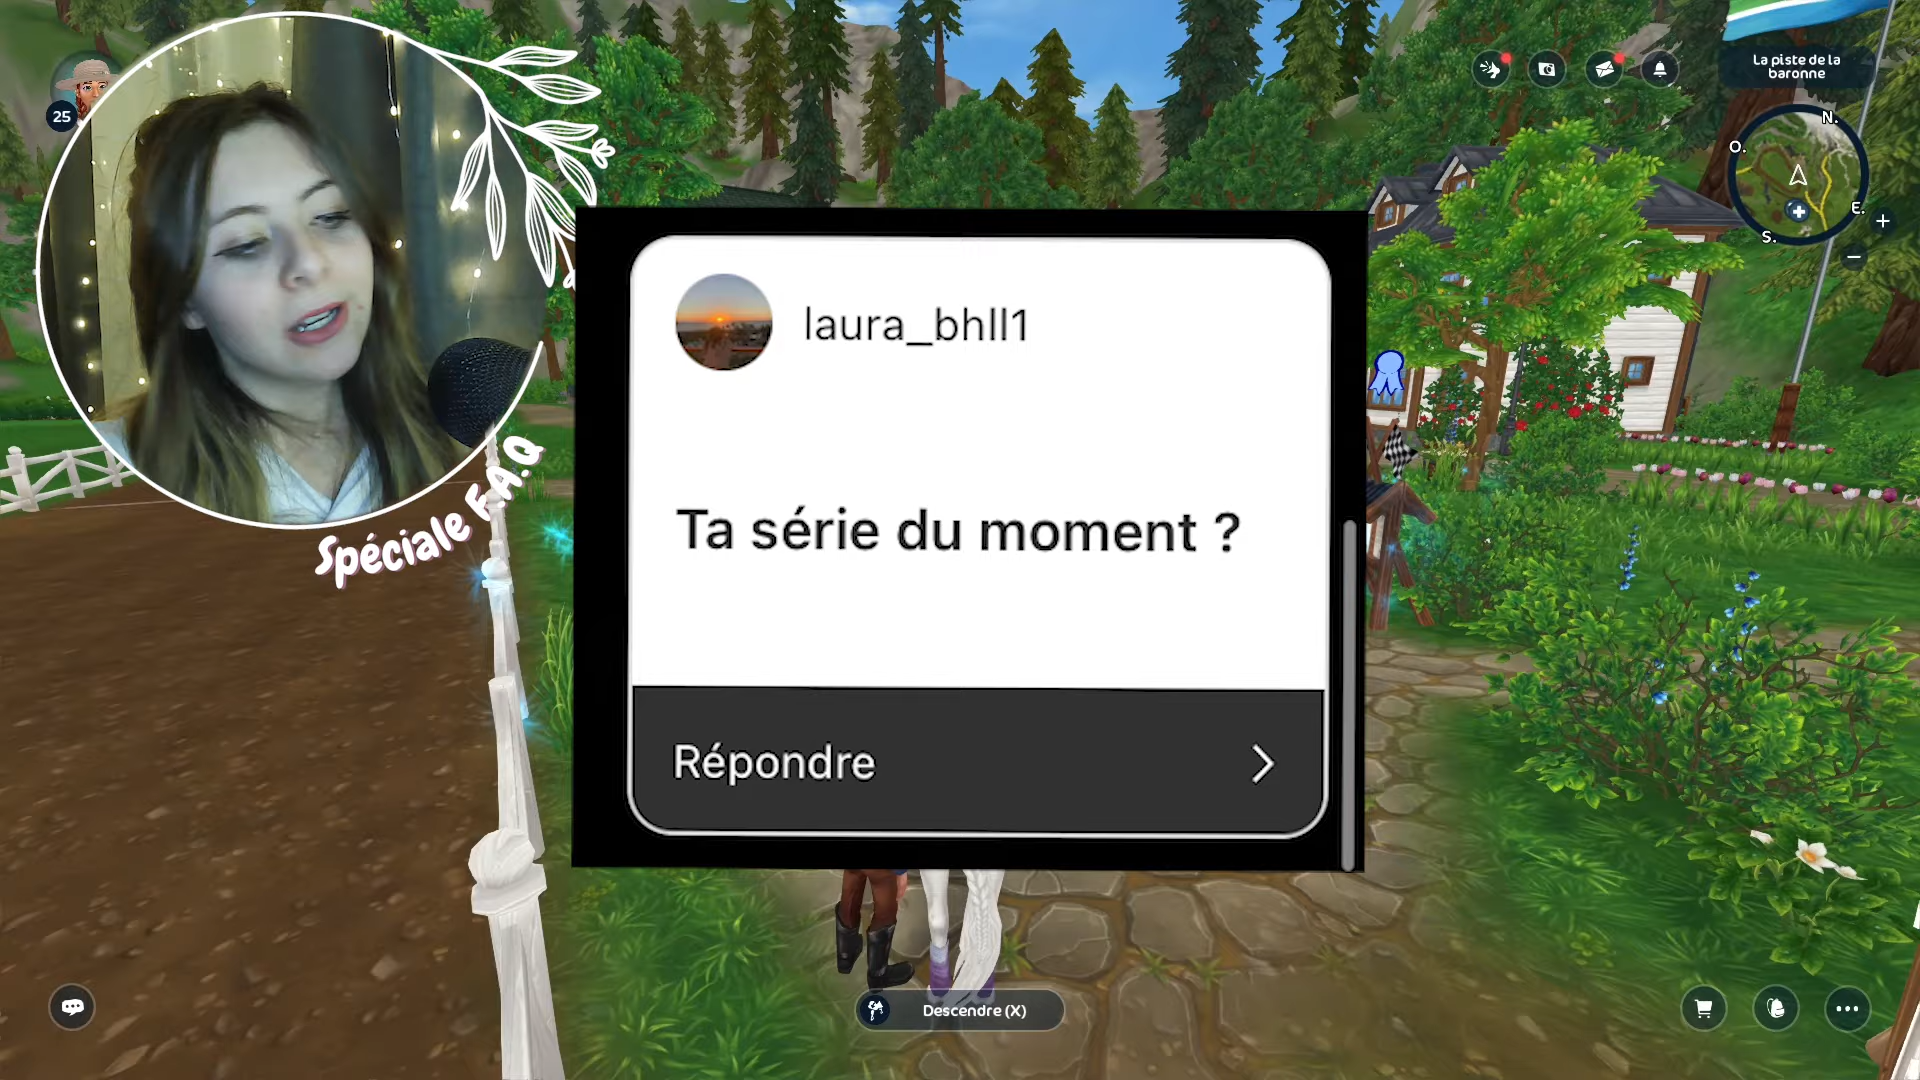 25
La piste de la
baronne
N.
O.
E.
S.
laura_bhll1
Ta série du moment ?
Répondre
Spéciale F.A.Q
Descendre (X)